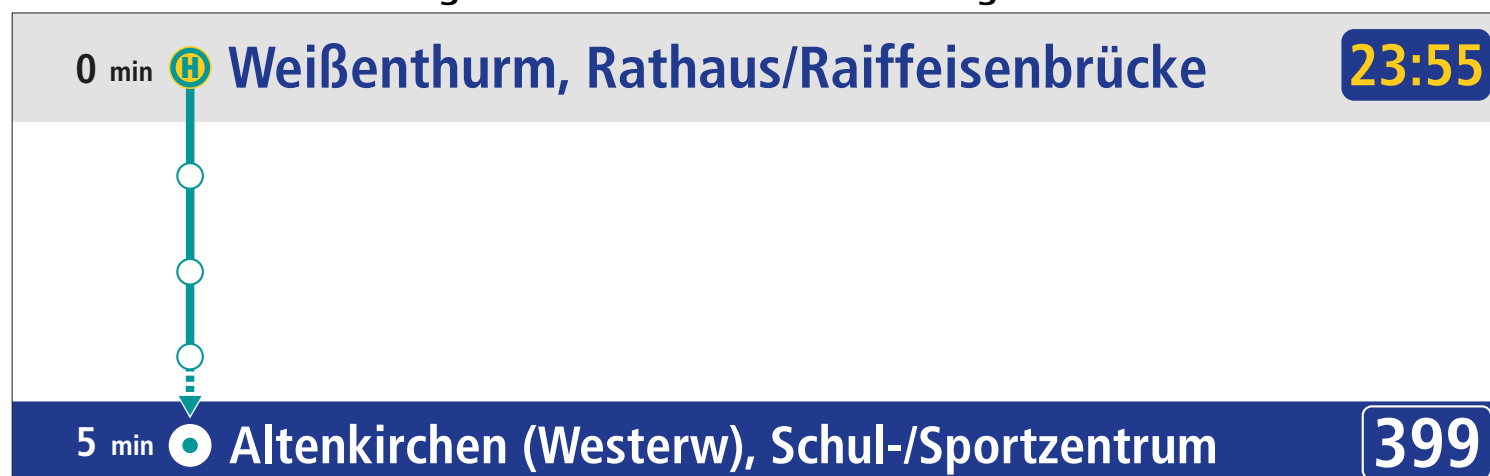 0 min H Weißenthurm, Rathaus/Raiffeisenbrücke 23:55
5 min Altenkirchen (Westerw), Schul-/Sportzentrum 399